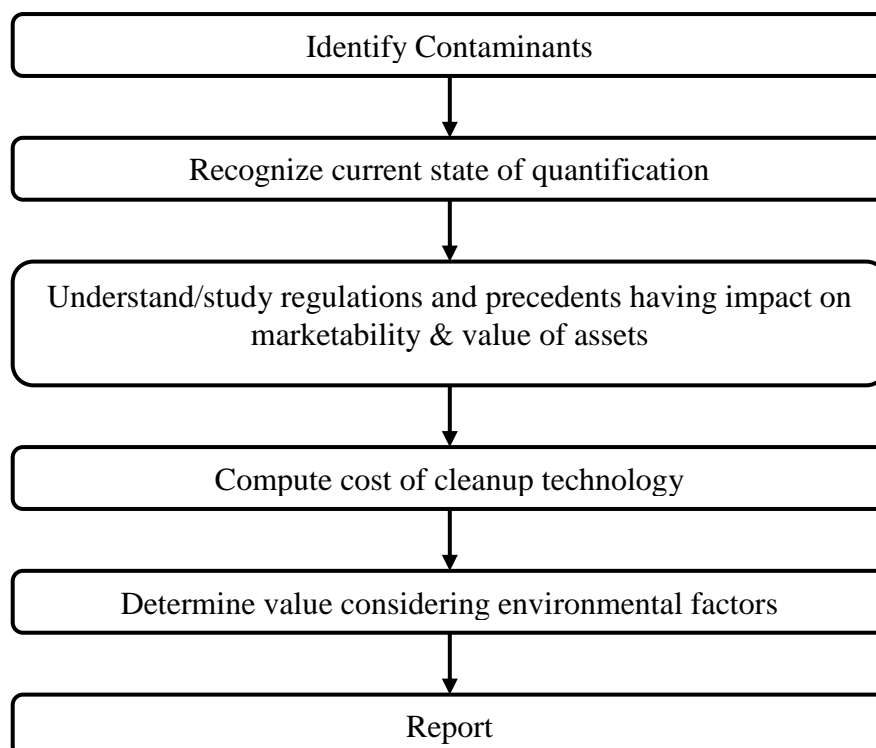 Identify Contaminants
Recognize current state of quantification
Understand/study regulations and precedents having impact on
marketability & value of assets
Compute cost of cleanup technology
Determine value considering environmental factors
Report